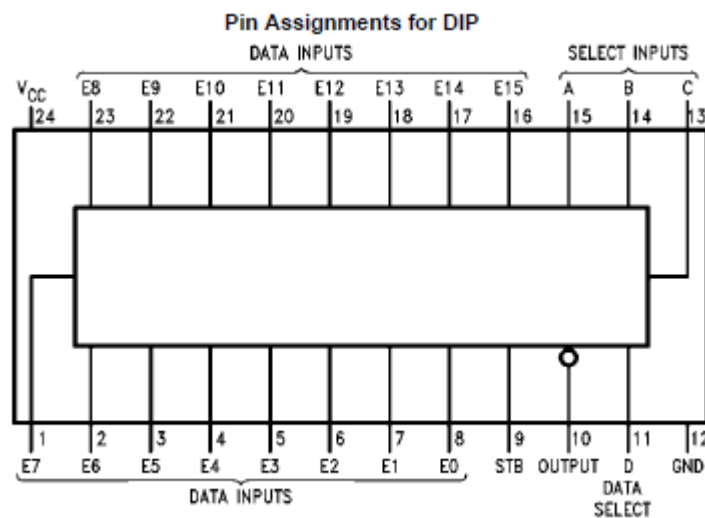 Pin Assignments for DIP
DATA INPUTS SELECT INPUTS
VCC E8 E9 E10 E11 E12 E13 E14 E15 A B C
24 23 22 21 20 19 18 17 16 15 14 13
1 2 3 4 5 6 7 8 9 10 11 12
E7 E6 E5 E4 E3 E2 E1 E0 STB OUTPUT D GND
DATA INPUTS DATA
SELECT